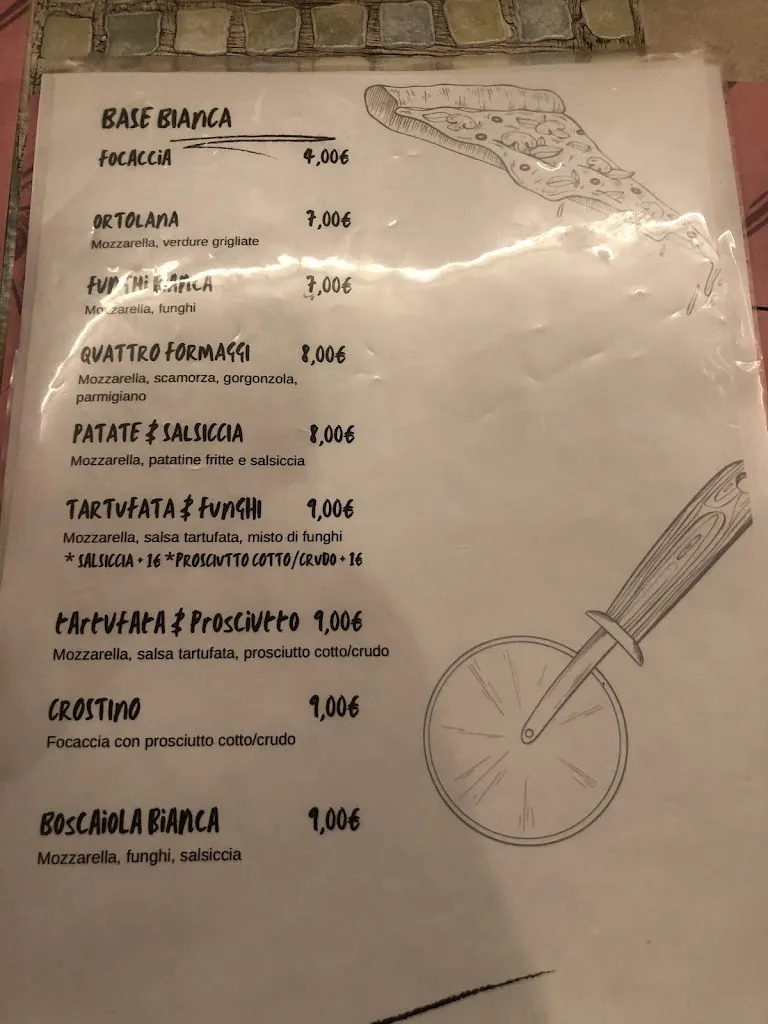 BASE BIANCA
FOCACCIA 4,00€
ORTOLANA 7,00€
Mozzarella, verdure grigliate
FUNGHI BIANCA 7,00€
Mozzarella, funghi
QUATTRO FORMAGGI 8,00€
Mozzarella, scamorza, gorgonzola,
parmigiano
PATATE & SALSICCIA 8,00€
Mozzarella, patatine fritte e salsiccia
TARTUFATA & FUNGHI 9,00€
Mozzarella, salsa tartufata, misto di funghi
* SALSICCIA + 1€ *PROSCIUTTO COTTO/CRUDO + 1€
TARTUFATA & PROSCIUTTO 9,00€
Mozzarella, salsa tartufata, prosciutto cotto/crudo
CROSTINO 9,00€
Focaccia con prosciutto cotto/crudo
BOSCAIOLA BIANCA 9,00€
Mozzarella, funghi, salsiccia